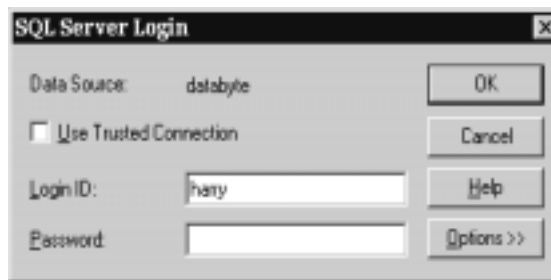 SQL Server Login
Data Source: databyte
OK
Use Trusted Connection
Cancel
Login ID: harry
Help
Password:
Options >>